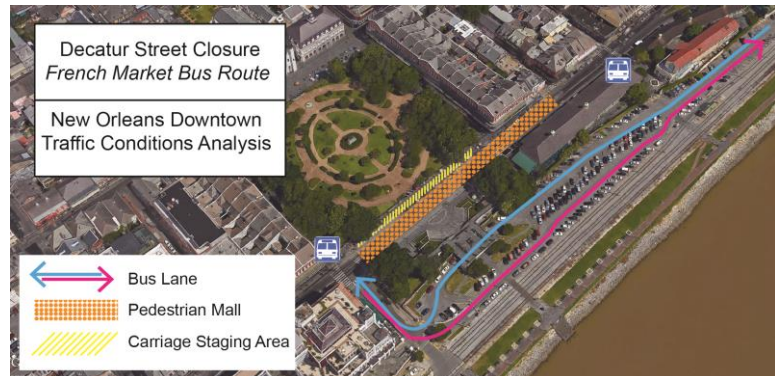 Decatur Street Closure
French Market Bus Route
New Orleans Downtown
Traffic Conditions Analysis
Bus Lane
Pedestrian Mall
Carriage Staging Area